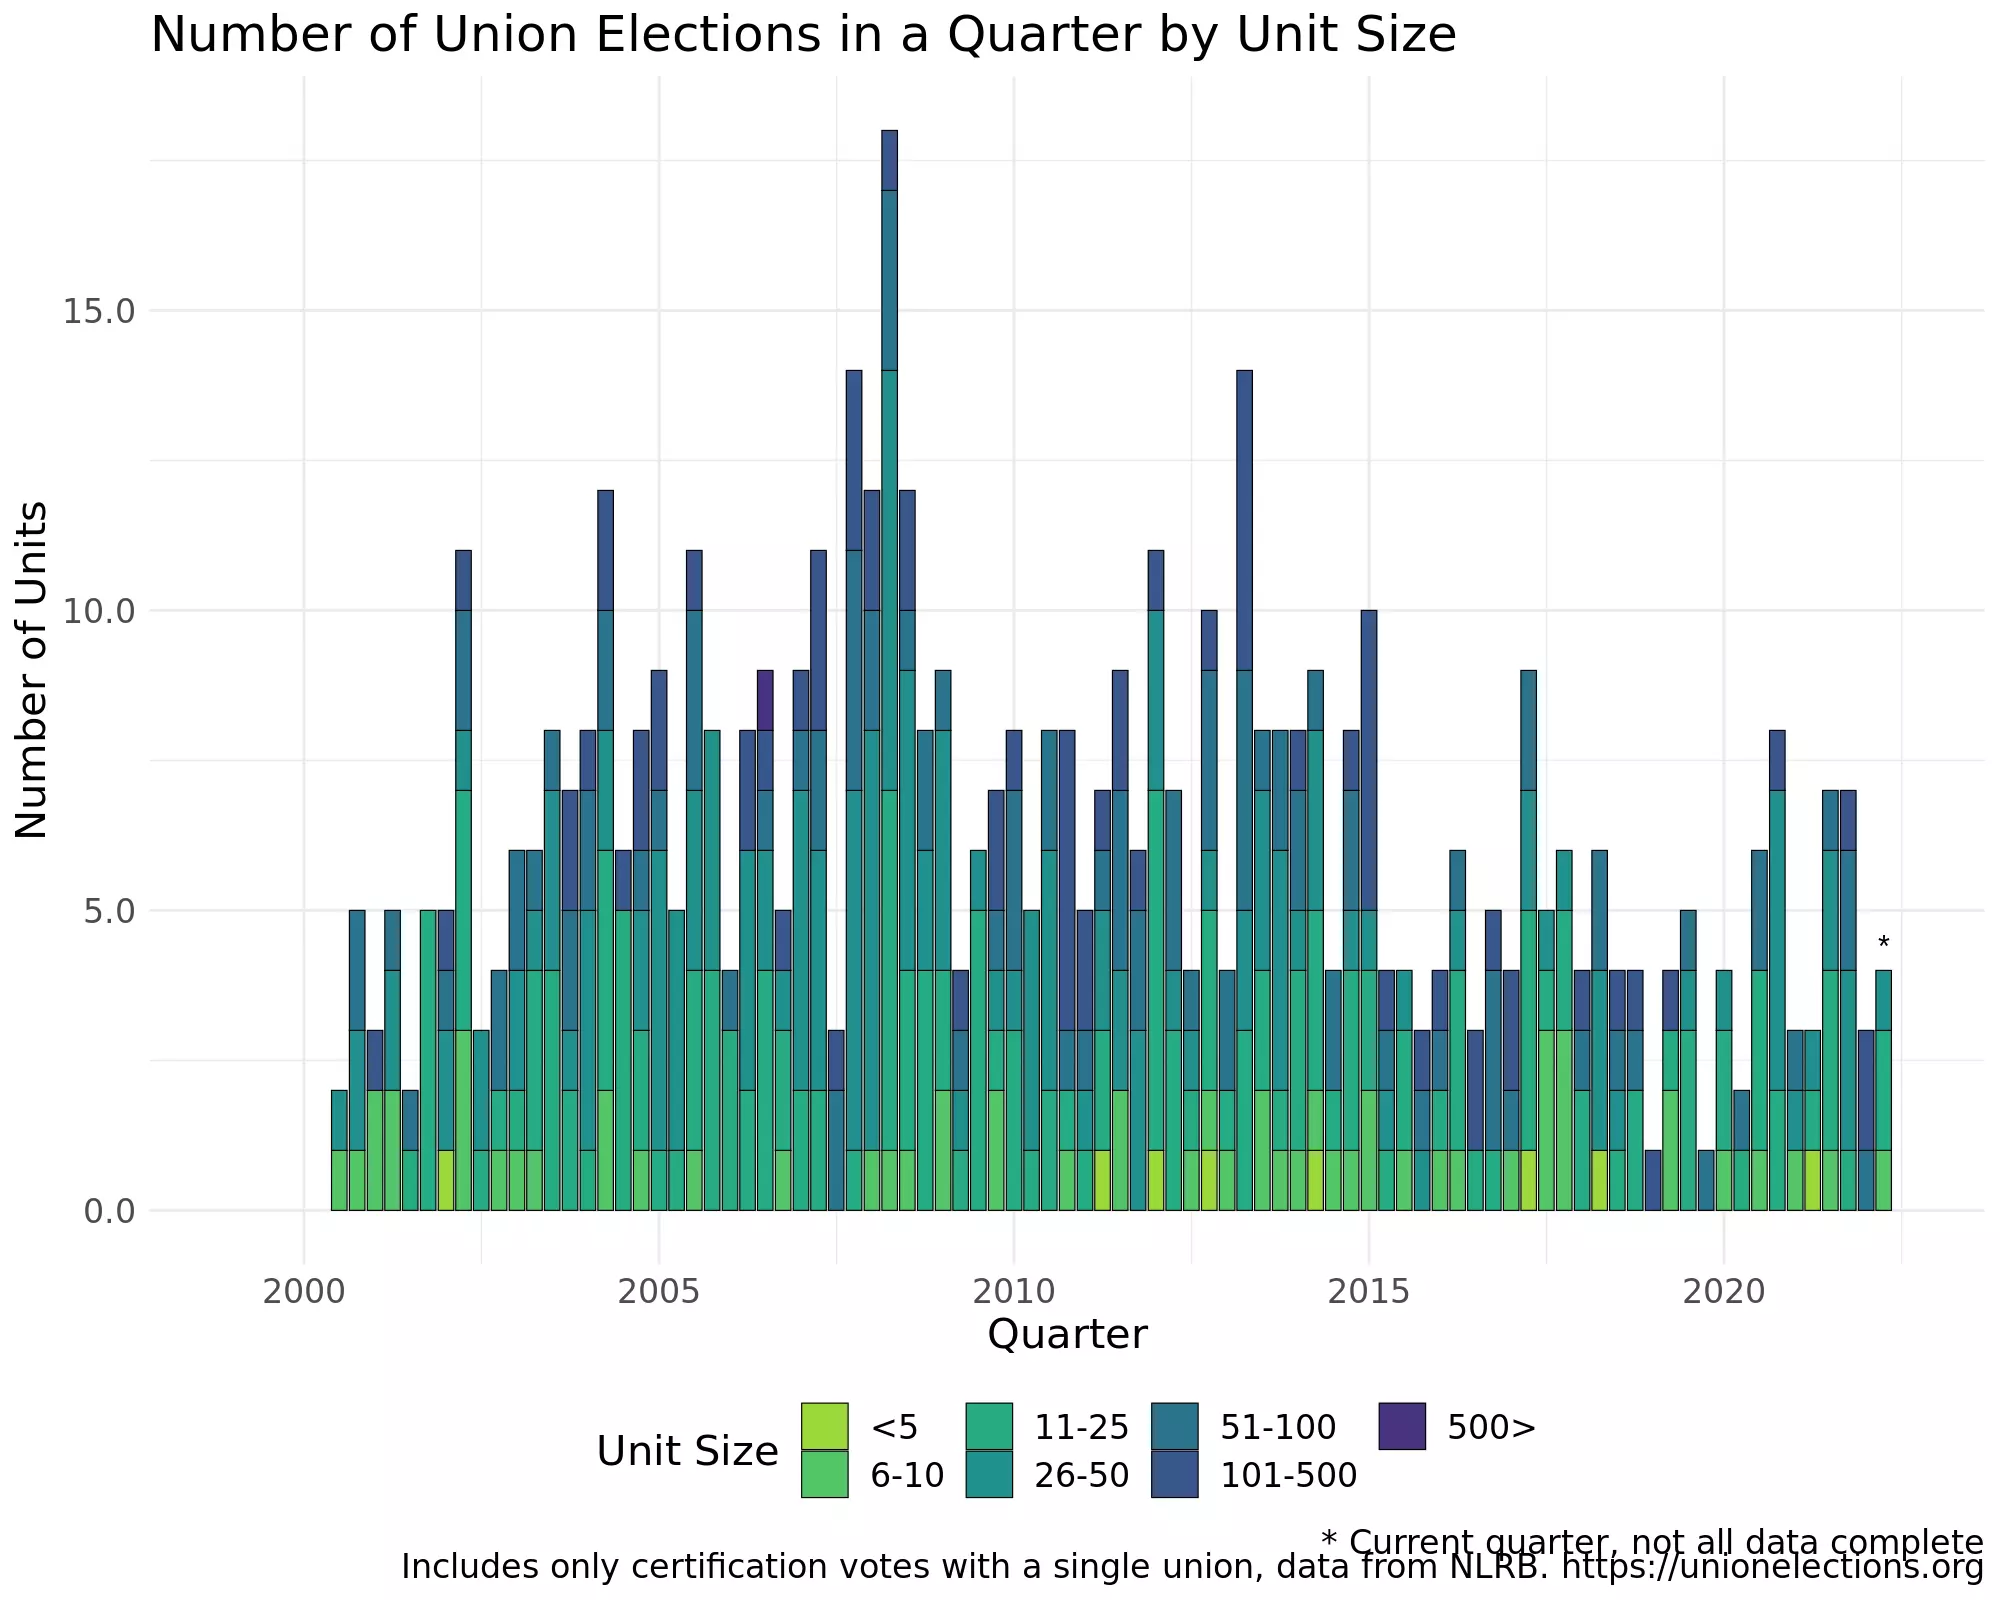 Number of Union Elections in a Quarter by Unit Size
Number of Units
15.0
10.0
5.0
0.0
*
2000 2005 2010 2015 2020
Quarter
Unit Size
<5 11-25 51-100 500>
6-10 26-50 101-500
* Current quarter, not all data complete
Includes only certification votes with a single union, data from NLRB. https://unionelections.org